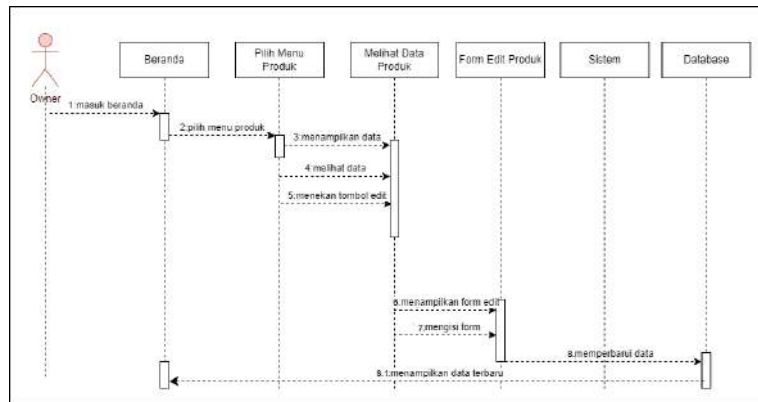 Beranda
Pilih Menu
Produk
Melihat Data
Produk
Form Edit Produk
Sistem
Database
Owner
1:masuk beranda
2:pilih menu produk
3:menampilkan data
4:melihat data
5:menekan tombol edit
6:menampilkan form edit
7:mengisi form
8:memperbarui data
8.1:menampilkan data terbaru